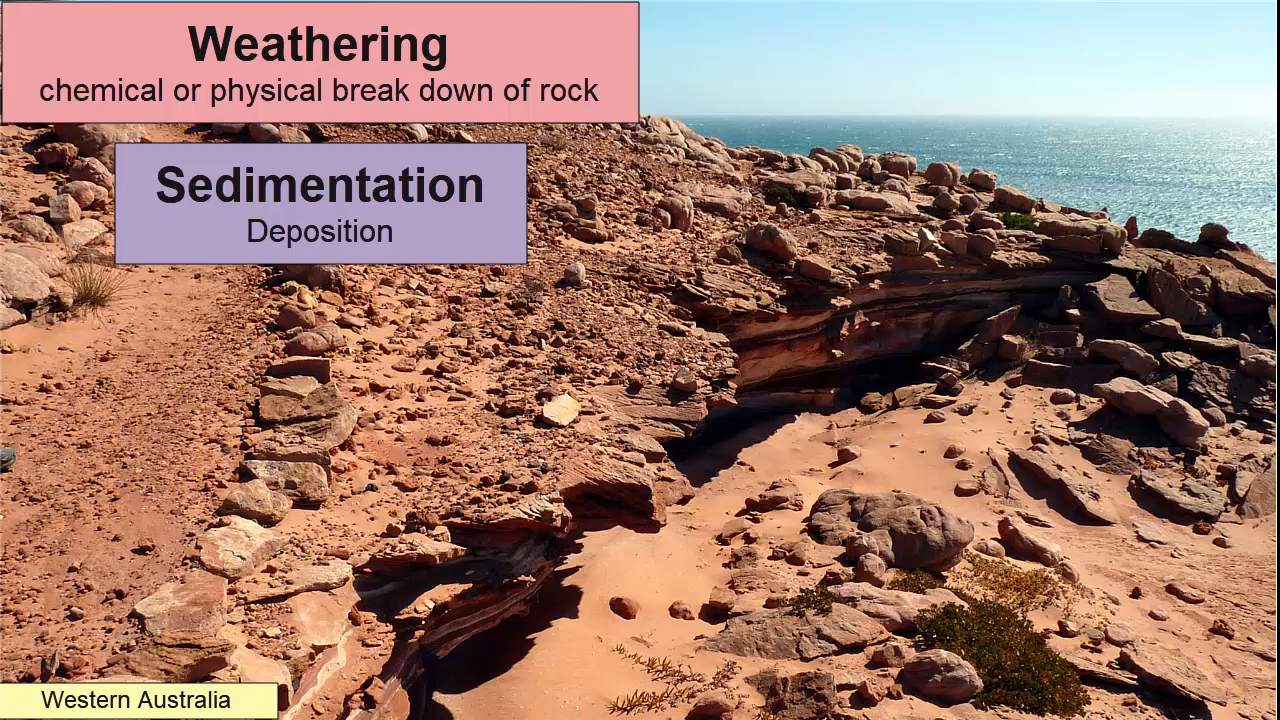 Weathering
chemical or physical break down of rock
Sedimentation
Deposition
Western Australia